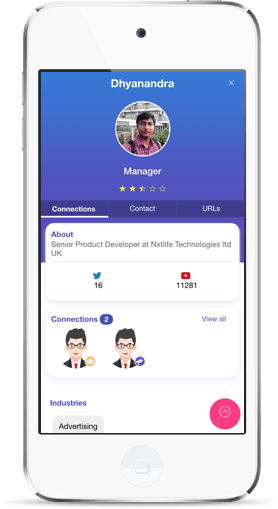 Dhyanandra
Manager
Connections Contact URLs
About
Senior Product Developer at Nxtlife Technologies ltd
UK
16 11281
Connections 2 View all
Industries
Advertising